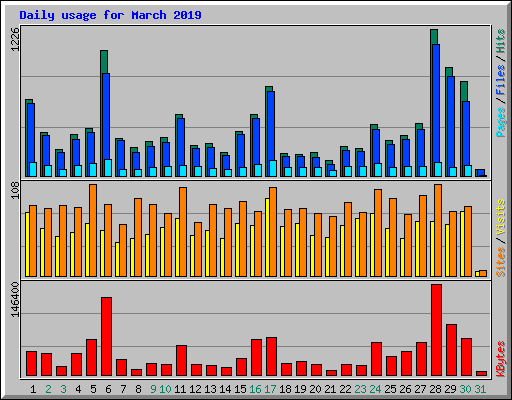 Daily usage for March 2019
1226
Pages / Files / Hits
108
Sites / Visits
146400
KBytes
1 2 3 4 5 6 7 8 9 10 11 12 13 14 15 16 17 18 19 20 21 22 23 24 25 26 27 28 29 30 31